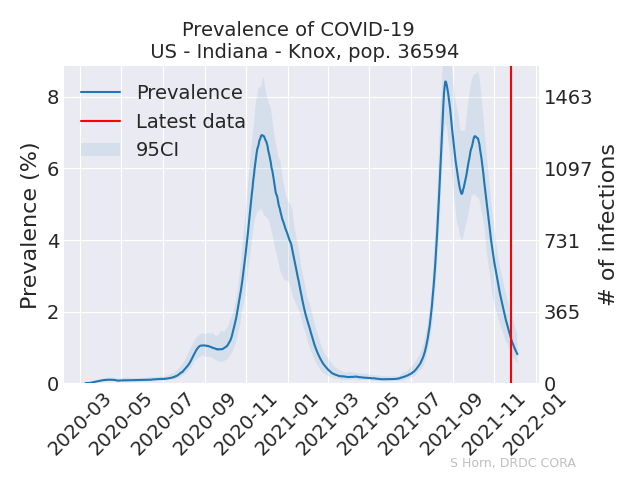 Prevalence of COVID-19
US - Indiana - Knox, pop. 36594
Prevalence
Latest data
95CI
Prevalence (%)
8
6
4
2
0
# of infections
1463
1097
731
365
0
2020-03
2020-05
2020-07
2020-09
2020-11
2021-01
2021-03
2021-05
2021-07
2021-09
2021-11
2022-01
S Horn, DRDC CORA